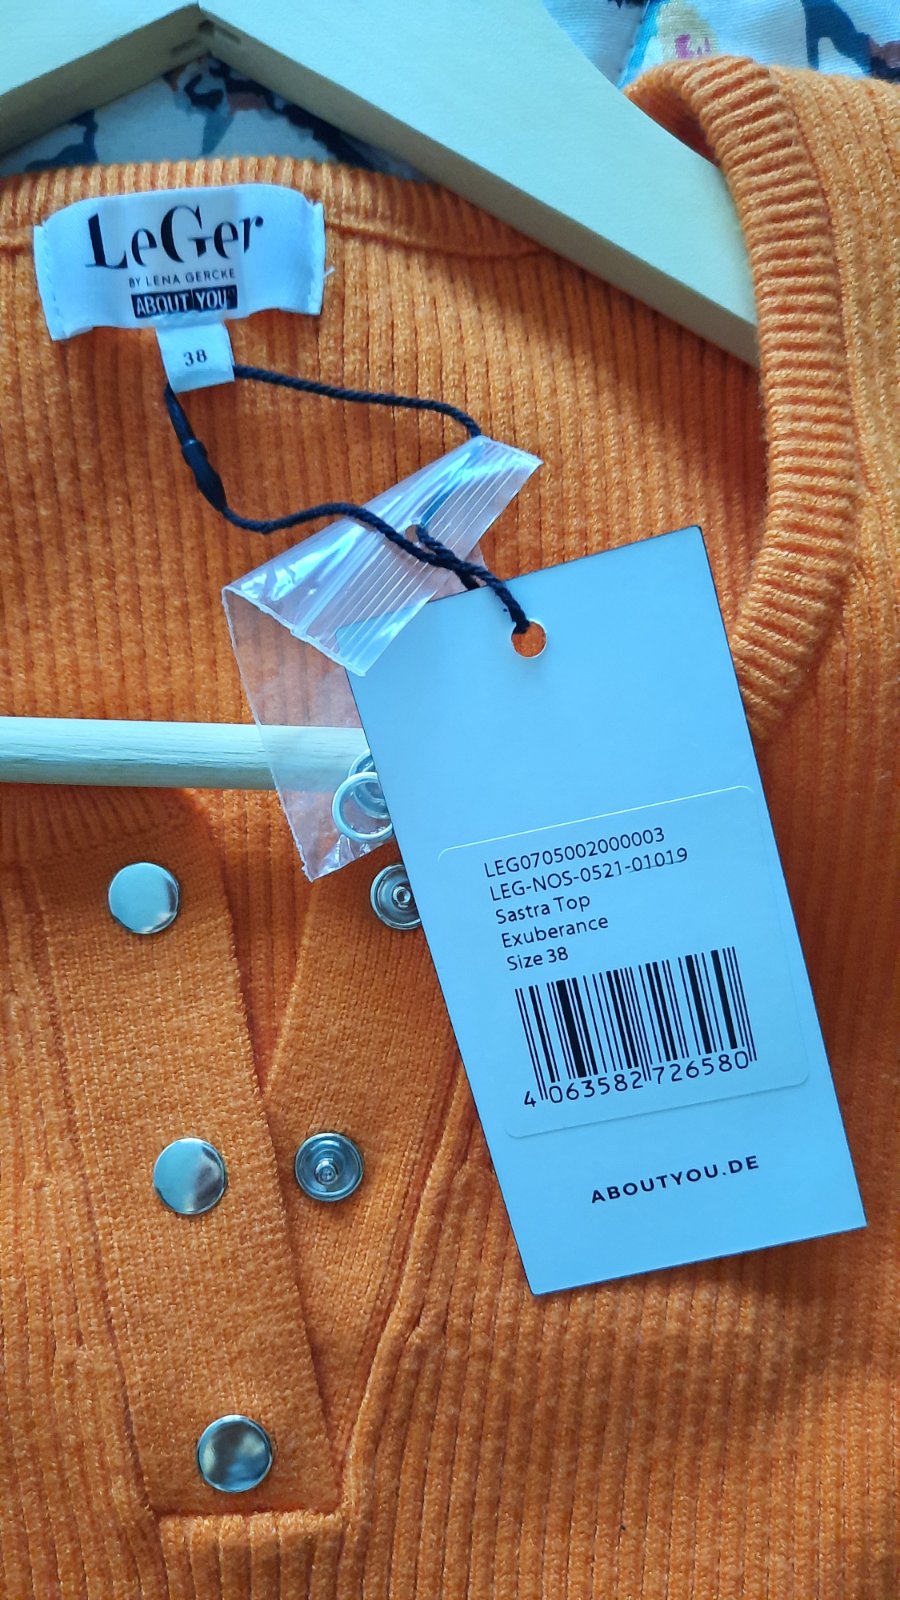 LeGer
BY LENA GERCKE
ABOUT YOU
38
LEG0705002000003
LEG-NOS-0521-01019
Sastra Top
Exuberance
Size 38
4 063582 726580
ABOUTYOU.DE